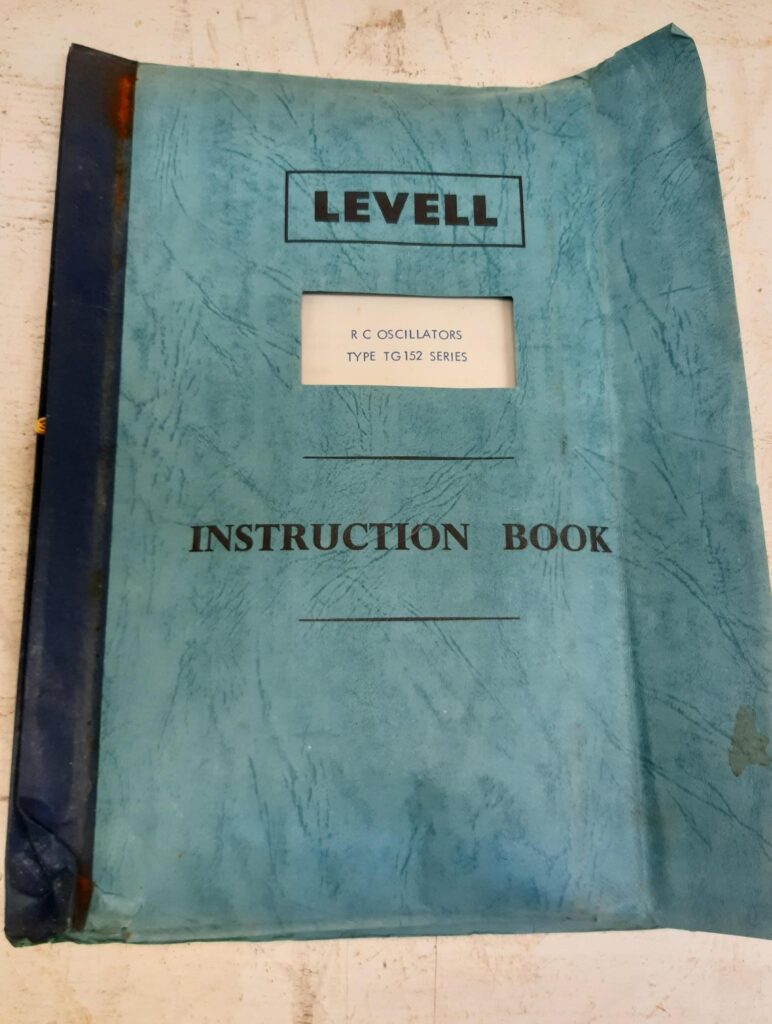 LEVELL
R C OSCILLATORS
TYPE TG152 SERIES
INSTRUCTION BOOK